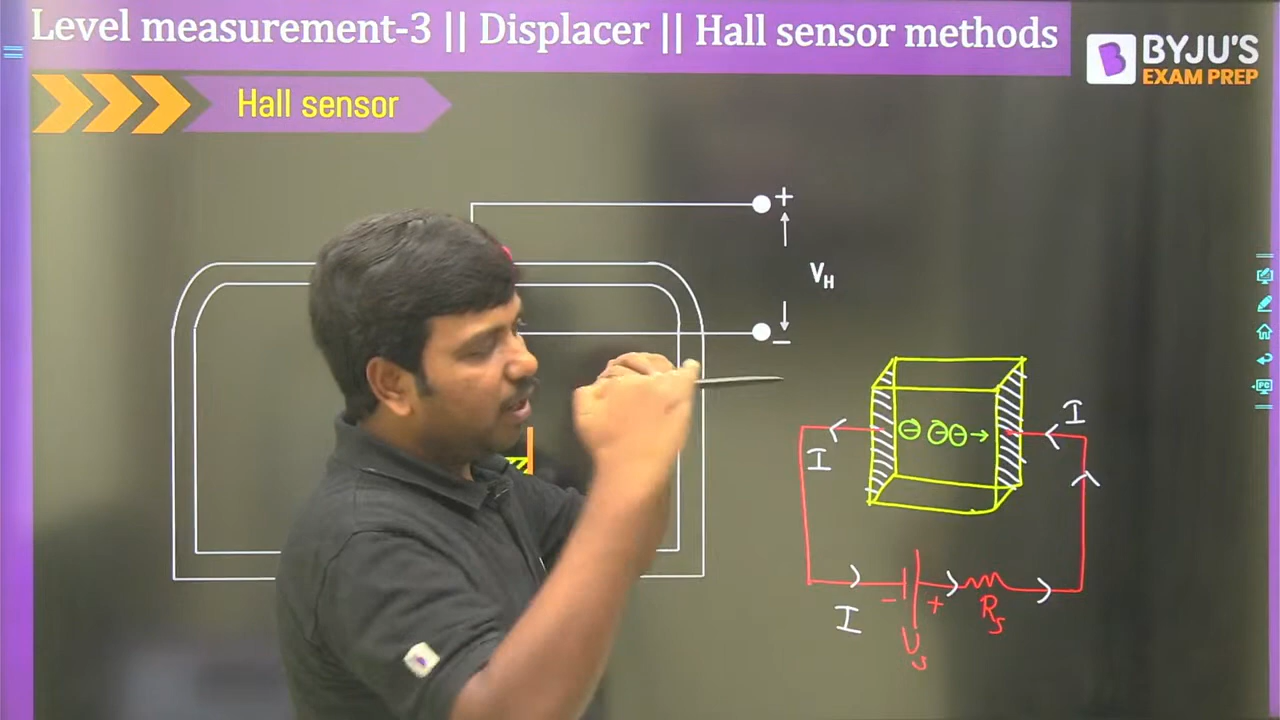 Level measurement-3 || Displacer || Hall sensor methods
BYJU'S
EXAM PREP
Hall sensor
+
V_H
−
⊖ ⊖⊖→
I
I
− +
R_s
I
V_s